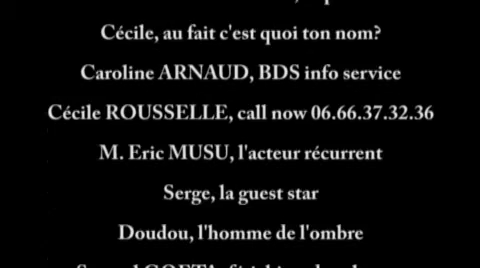 Cécile, au fait c'est quoi ton nom?
Caroline ARNAUD, BDS info service
Cécile ROUSSELLE, call now 06.66.37.32.36
M. Eric MUSU, l'acteur récurrent
Serge, la guest star
Doudou, l'homme de l'ombre